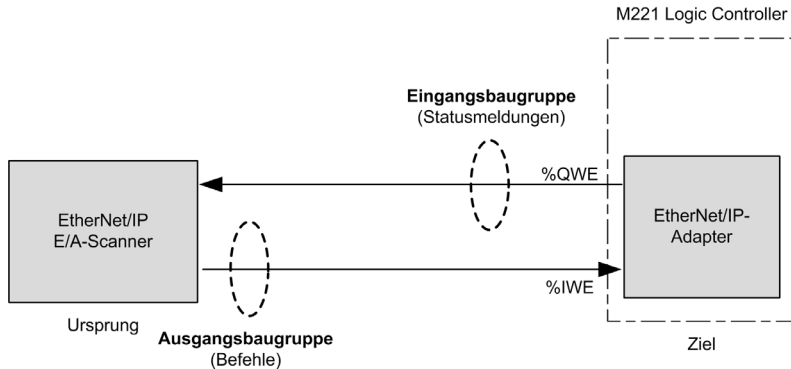 M221 Logic Controller
Eingangsbaugruppe
(Statusmeldungen)
%QWE
EtherNet/IP
E/A-Scanner
EtherNet/IP-
Adapter
%IWE
Ursprung
Ausgangsbaugruppe
(Befehle)
Ziel